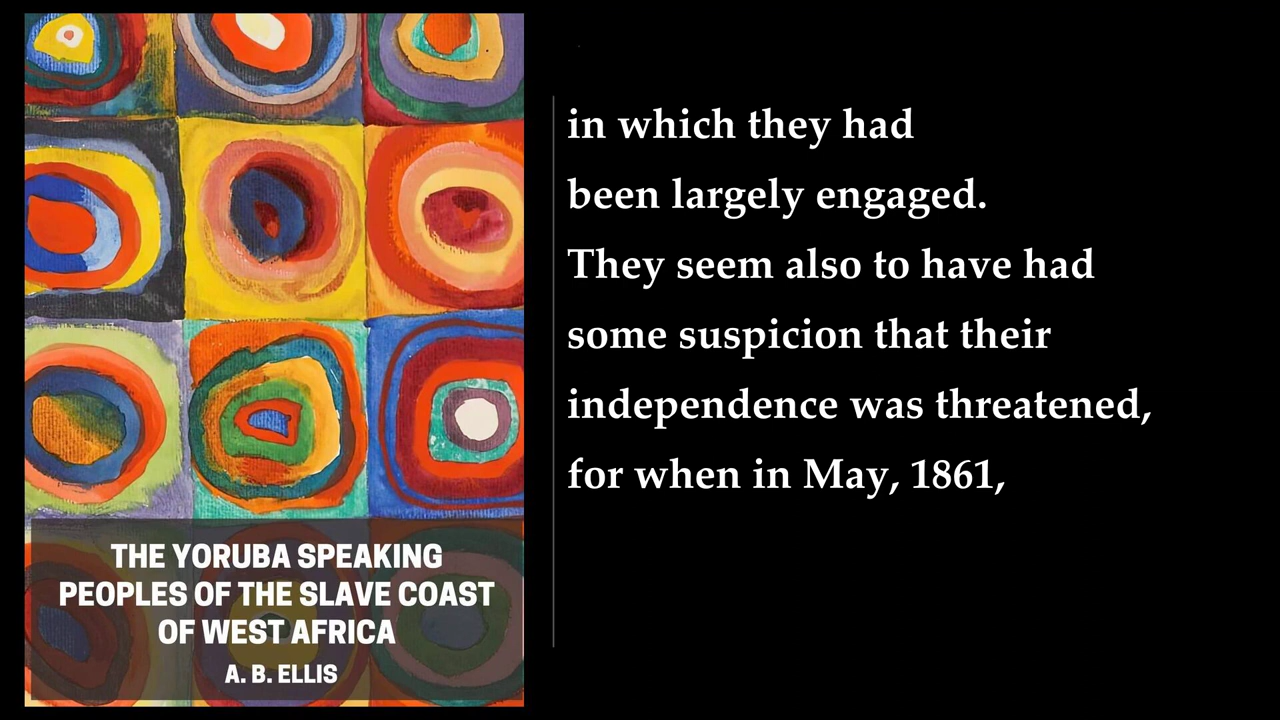 THE YORUBA SPEAKING
PEOPLES OF THE SLAVE COAST
OF WEST AFRICA
A. B. ELLIS
in which they had
been largely engaged.
They seem also to have had
some suspicion that their
independence was threatened,
for when in May, 1861,